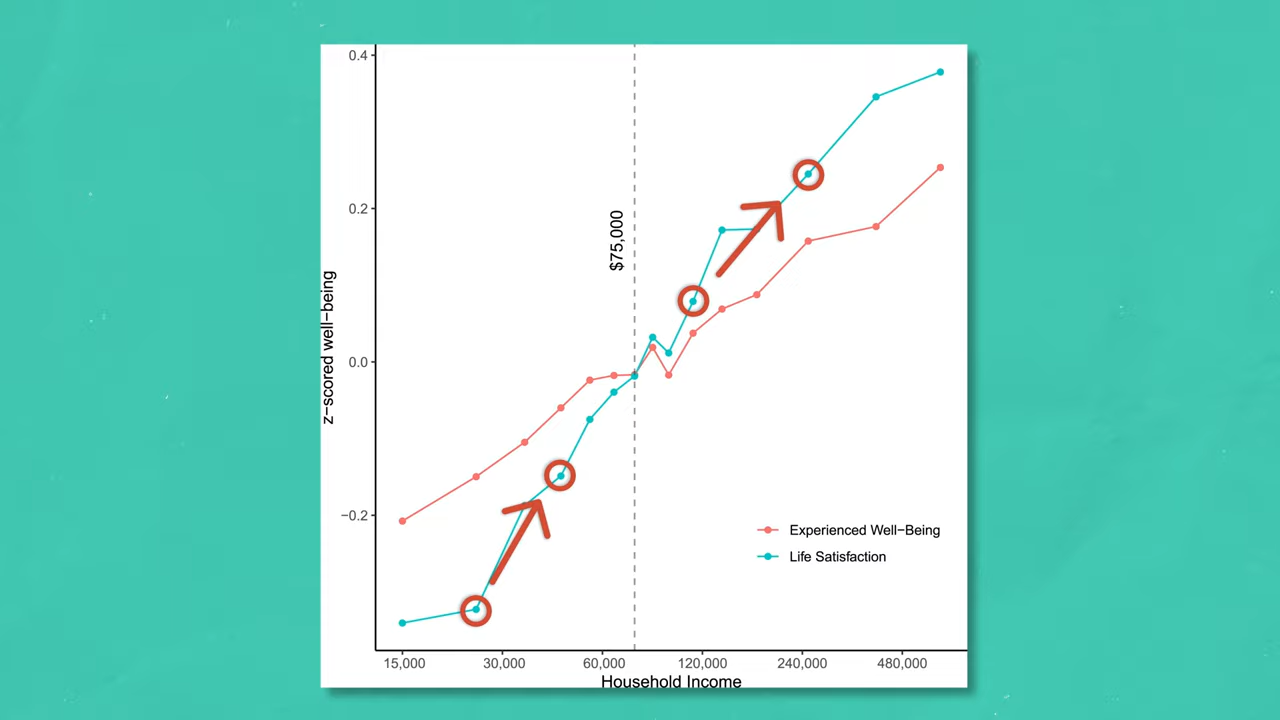 0.4
0.2
0.0
−0.2
z−scored well−being
$75,000
Experienced Well−Being
Life Satisfaction
15,000 30,000 60,000 120,000 240,000 480,000
Household Income